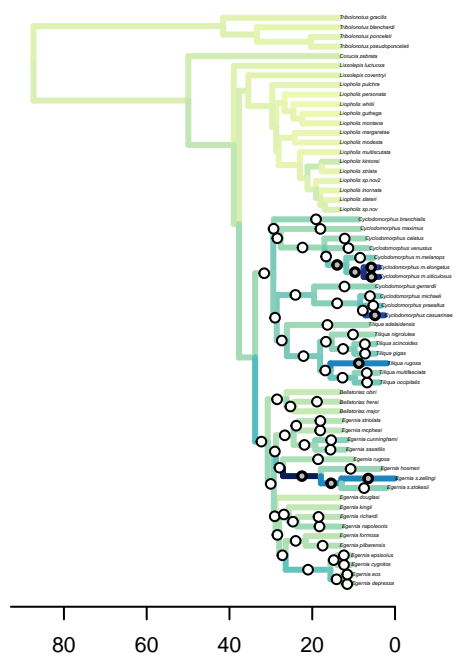 Tribolonotus gracilis
Tribolonotus blanchardi
Tribolonotus ponceleti
Tribolonotus pseudoponceleti
Corucia zebrata
Lissolepis luctuosa
Lissolepis coventryi
Liopholis pulchra
Liopholis personata
Liopholis whitii
Liopholis guthega
Liopholis montana
Liopholis margaretae
Liopholis modesta
Liopholis multiscutata
Liopholis kintorei
Liopholis striata
Liopholis sp.nov2
Liopholis inornata
Liopholis slateri
Liopholis sp.nov
Cyclodomorphus branchialis
Cyclodomorphus maximus
Cyclodomorphus celatus
Cyclodomorphus venustus
Cyclodomorphus m.melanops
Cyclodomorphus m.elongatus
Cyclodomorphus m.siticulosus
Cyclodomorphus gerrardi
Cyclodomorphus michaeli
Cyclodomorphus praealtus
Cyclodomorphus casuarinae
Tiliqua adelaidensis
Tiliqua nigrolutea
Tiliqua scincoides
Tiliqua gigas
Tiliqua rugosa
Tiliqua multifasciata
Tiliqua occipitalis
Bellatorias obiri
Bellatorias frerei
Bellatorias major
Egernia striolata
Egernia mcpheei
Egernia cunninghami
Egernia saxatilis
Egernia rugosa
Egernia hosmeri
Egernia s.zellingi
Egernia s.stokesii
Egernia douglasi
Egernia kingii
Egernia richardi
Egernia napoleonis
Egernia formosa
Egernia pilbarensis
Egernia epsisolus
Egernia cygnitos
Egernia eos
Egernia depressa
80 60 40 20 0